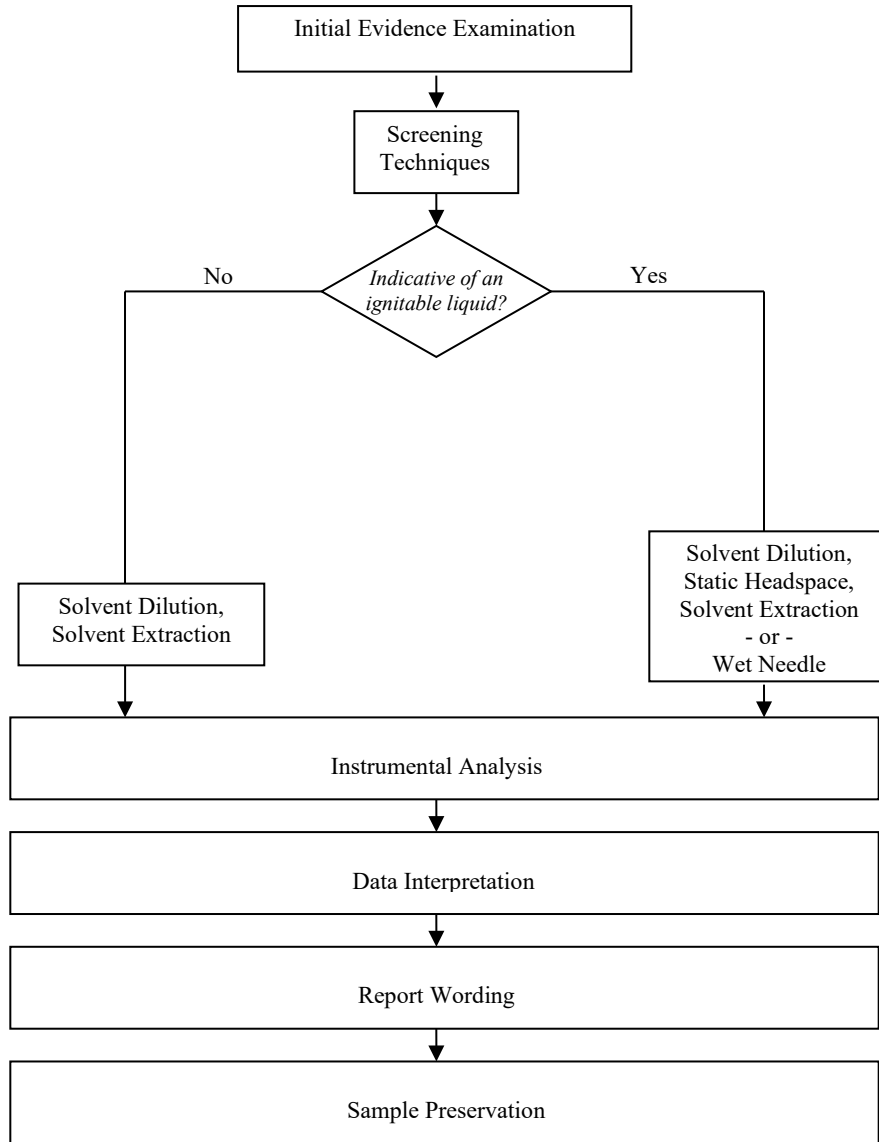 Initial Evidence Examination
Screening
Techniques
Indicative of an
ignitable liquid?
No
Yes
Solvent Dilution,
Solvent Extraction
Solvent Dilution,
Static Headspace,
Solvent Extraction
- or -
Wet Needle
Instrumental Analysis
Data Interpretation
Report Wording
Sample Preservation